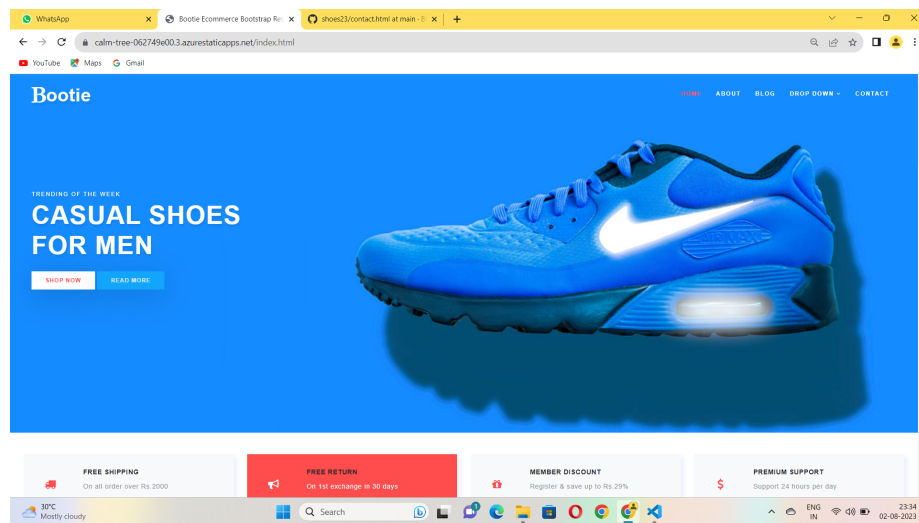 WhatsApp
Bootie Ecommerce Bootstrap Res
shoes23/contact.html at main - B
calm-tree-062749e00.3.azurestaticapps.net/index.html
YouTube Maps Gmail
Bootie
HOME ABOUT BLOG DROP DOWN CONTACT
TRENDING OF THE WEEK
CASUAL SHOES
FOR MEN
SHOP NOW READ MORE
FREE SHIPPING
On all order over Rs.2000
FREE RETURN
On 1st exchange in 30 days
MEMBER DISCOUNT
Register & save up to Rs.29%
PREMIUM SUPPORT
Support 24 hours per day
30°C
Mostly cloudy
Search
ENG
IN
23:34
02-08-2023